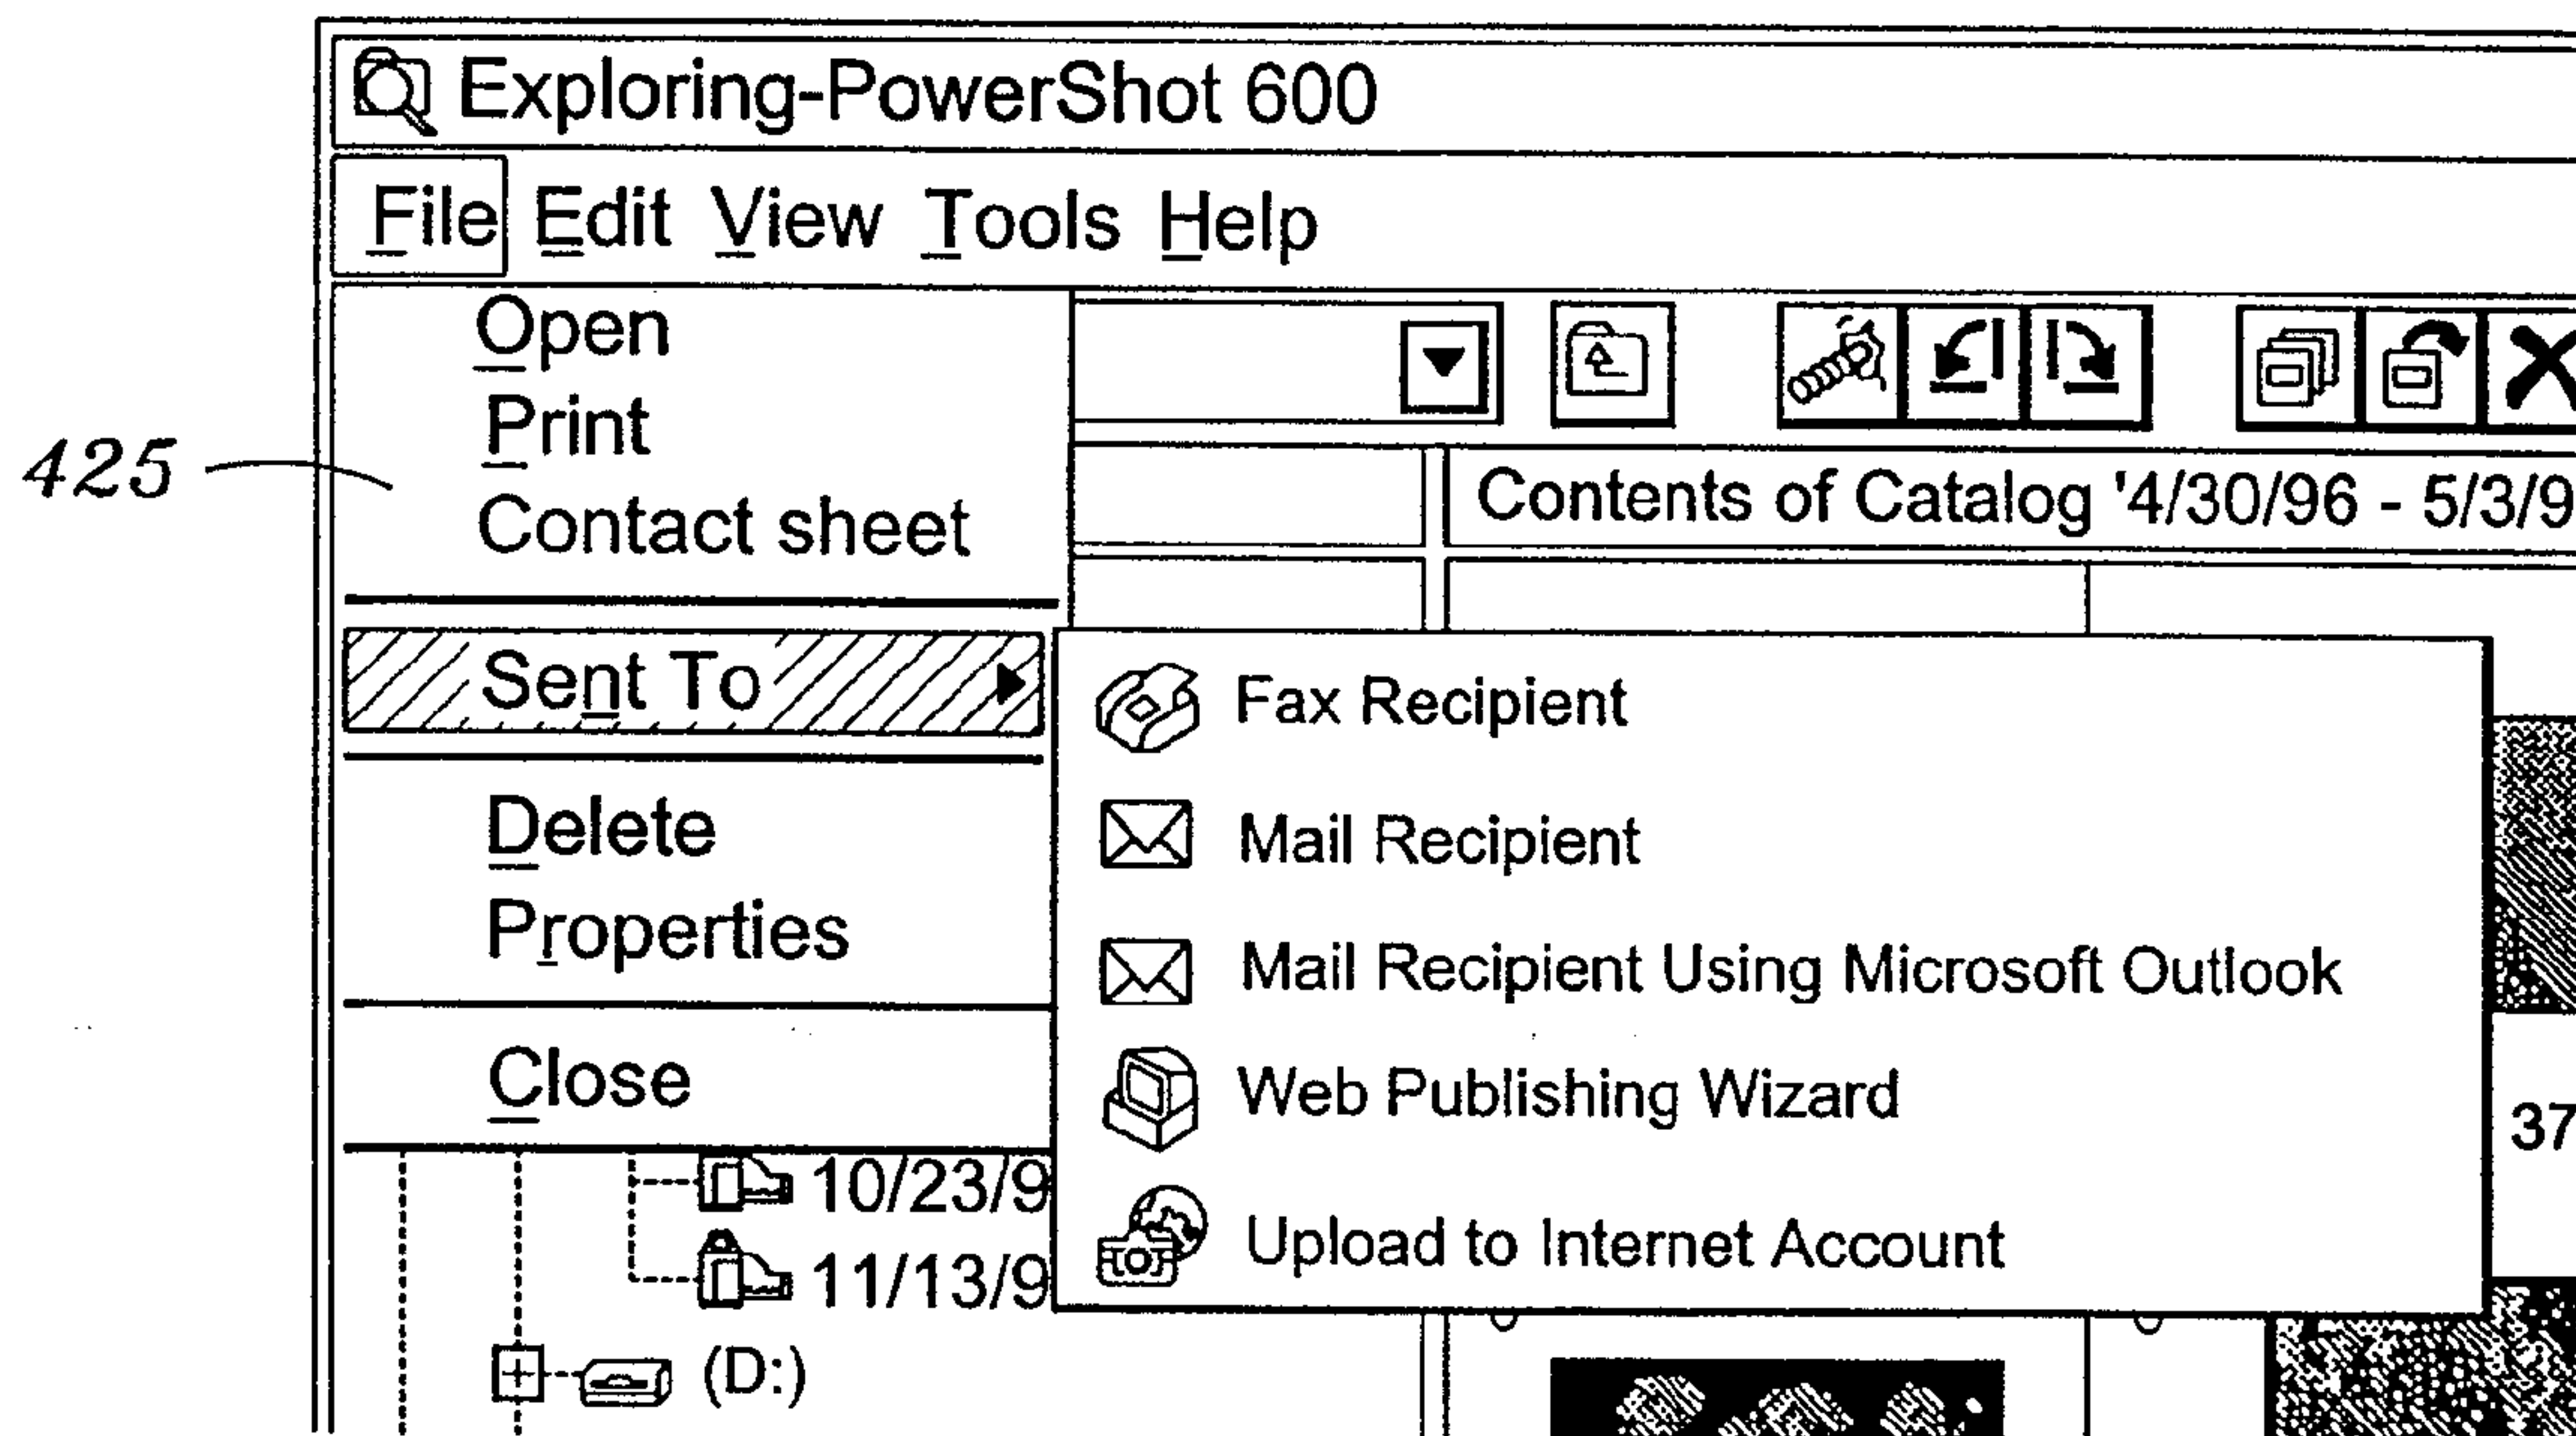 Exploring-PowerShot 600
File Edit View Tools Help
Open
Print
425
Contact sheet
Contents of Catalog '4/30/96 - 5/3/9
Sent To
Fax Recipient
Mail Recipient
Mail Recipient Using Microsoft Outlook
Web Publishing Wizard
Upload to Internet Account
Delete
Properties
Close
37
10/23/9
11/13/9
(D:)